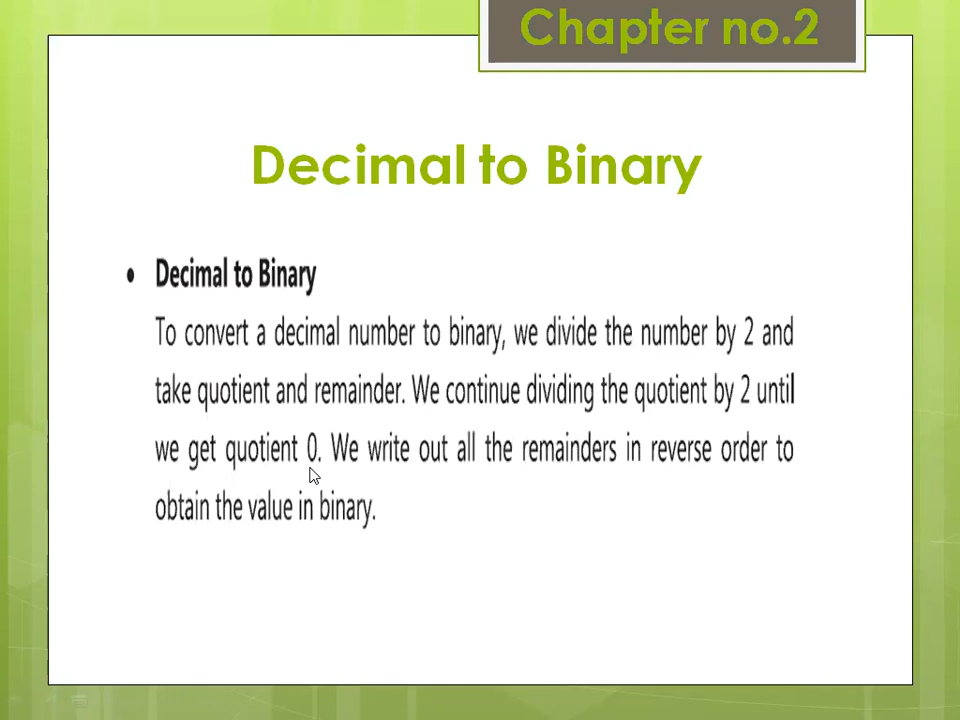 Chapter no.2
Decimal to Binary
• Decimal to Binary
To convert a decimal number to binary, we divide the number by 2 and
take quotient and remainder. We continue dividing the quotient by 2 until
we get quotient 0. We write out all the remainders in reverse order to
obtain the value in binary.